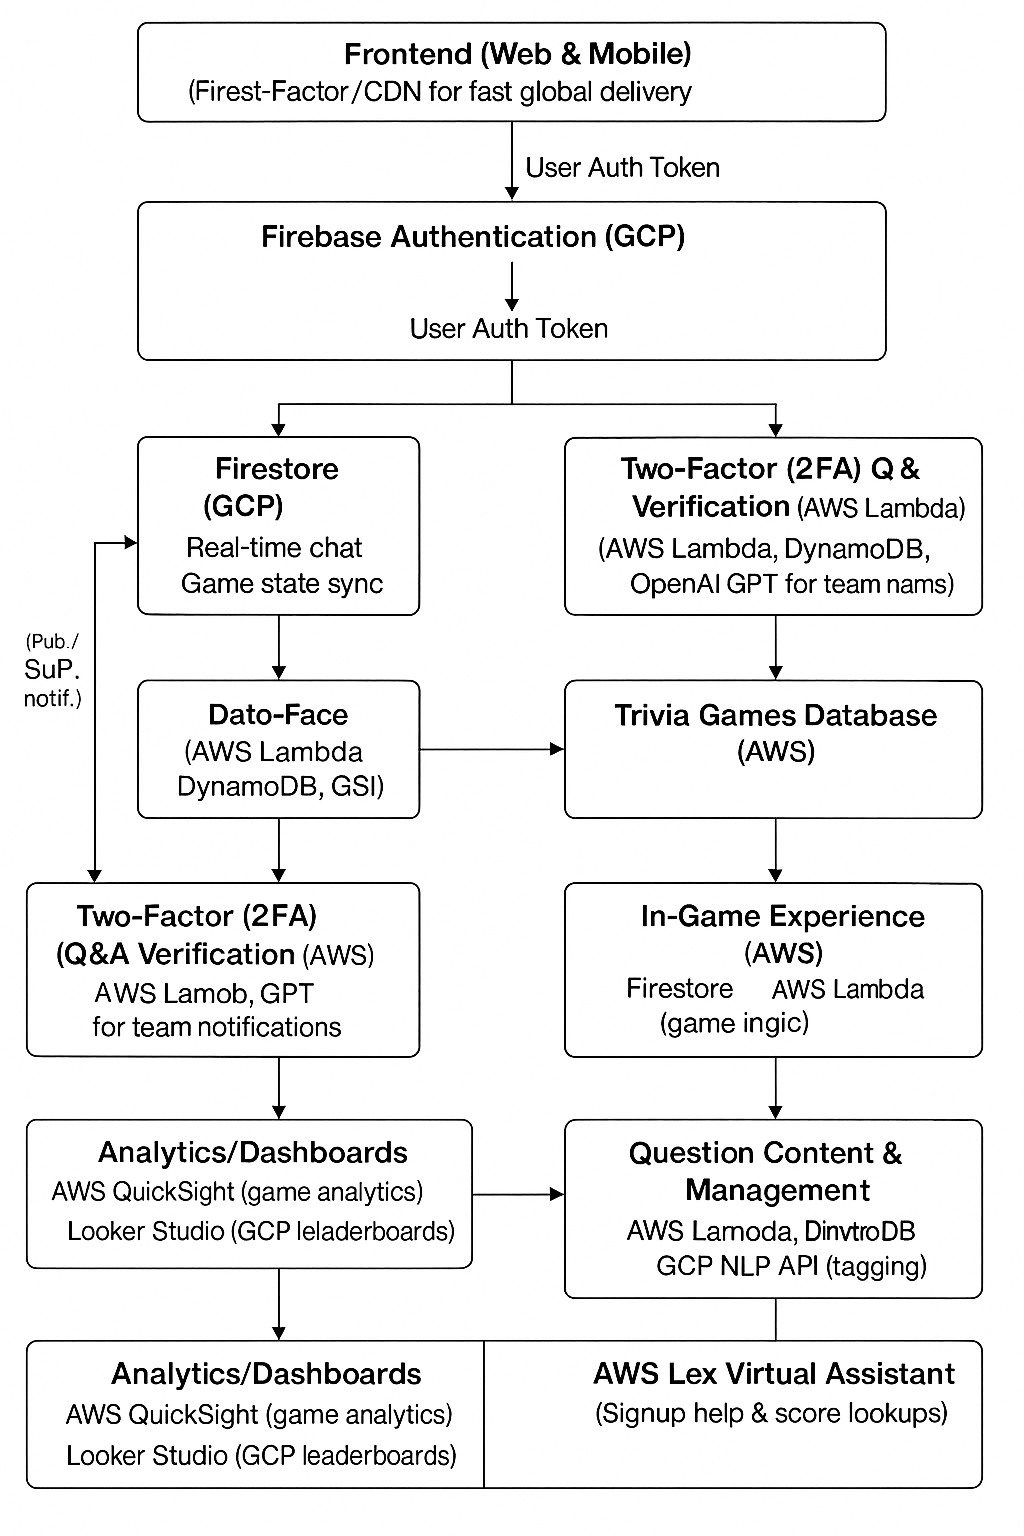 Frontend (Web & Mobile)
(Firest-Factor/CDN for fast global delivery
User Auth Token
Firebase Authentication (GCP)
User Auth Token
Firestore
(GCP)
Real-time chat
Game state sync
Two-Factor (2FA) Q &
Verification (AWS Lambda)
(AWS Lambda, DynamoDB,
OpenAI GPT for team nams)
(Pub./
SuP.
notif.)
Dato-Face
(AWS Lambda
DynamoDB, GSI)
Trivia Games Database
(AWS)
Two-Factor (2FA)
(Q&A Verification (AWS)
AWS Lamob, GPT
for team notifications
In-Game Experience
(AWS)
Firestore AWS Lambda
(game ingic)
Analytics/Dashboards
AWS QuickSight (game analytics)
Looker Studio (GCP leladerboards)
Question Content &
Management
AWS Lamoda, DinvtroDB
GCP NLP API (tagging)
Analytics/Dashboards
AWS QuickSight (game analytics)
Looker Studio (GCP leaderboards)
AWS Lex Virtual Assistant
(Signup help & score lookups)